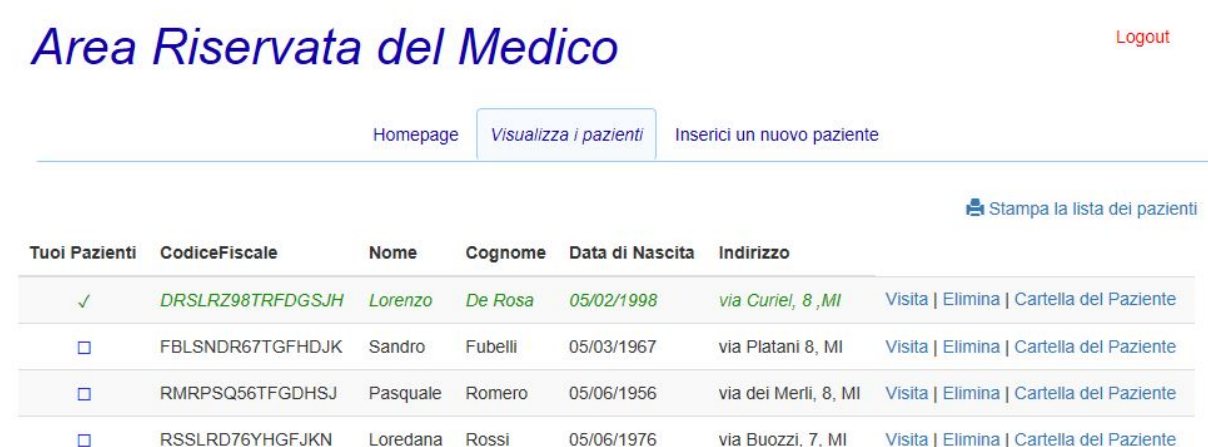 Area Riservata del Medico
Logout
Homepage Visualizza i pazienti Inserici un nuovo paziente
Stampa la lista dei pazienti
Tuoi Pazienti CodiceFiscale Nome Cognome Data di Nascita Indirizzo
✓ DRSLRZ98TRFDGSJH Lorenzo De Rosa 05/02/1998 via Curiel, 8 ,MI Visita | Elimina | Cartella del Paziente
☐ FBLSNDR67TGFHDJK Sandro Fubelli 05/03/1967 via Platani 8, MI Visita | Elimina | Cartella del Paziente
☐ RMRPSQ56TFGDHSJ Pasquale Romero 05/06/1956 via dei Merli, 8, MI Visita | Elimina | Cartella del Paziente
☐ RSSLRD76YHGFJKN Loredana Rossi 05/06/1976 via Buozzi, 7, MI Visita | Elimina | Cartella del Paziente